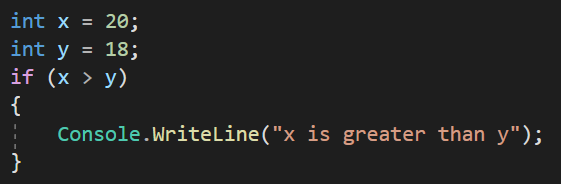 int x = 20;
int y = 18;
if (x > y)
{
    Console.WriteLine("x is greater than y");
}